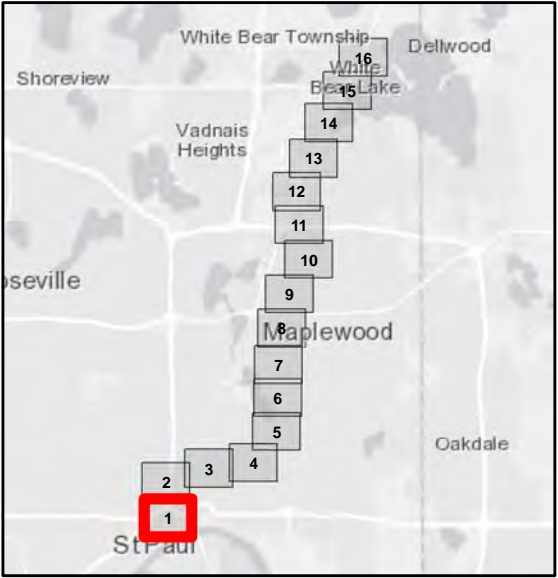 White Bear Township
Dellwood
16
White
Bear Lake
15
Shoreview
14
Vadnais
Heights
13
12
11
10
oseville
9
8
Maplewood
7
6
5
Oakdale
4
3
2
1
St Paul